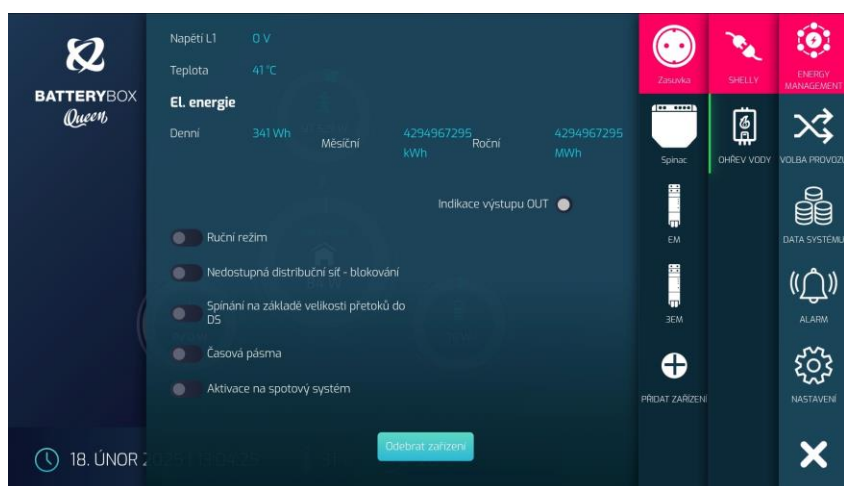 BATTERYBOX
Queen
Napětí L1 0 V
Teplota 41 °C
El. energie
Denní 341 Wh Měsíční 4294967295 kWh Roční 4294967295 MWh
Indikace výstupu OUT
Ruční režim
Nedostupná distribuční síť - blokování
Spínání na základě velikosti přetoků do
DS
Časová pásma
Aktivace na spotový systém
Odebrat zařízení
18. ÚNOR
Zasuvka
Spinac
EM
3EM
PŘIDAT ZAŘÍZENÍ
SHELLY
OHŘEV VODY
ENERGY
MANAGEMENT
VOLBA PROVOZU
DATA SYSTÉMU
ALARM
NASTAVENÍ